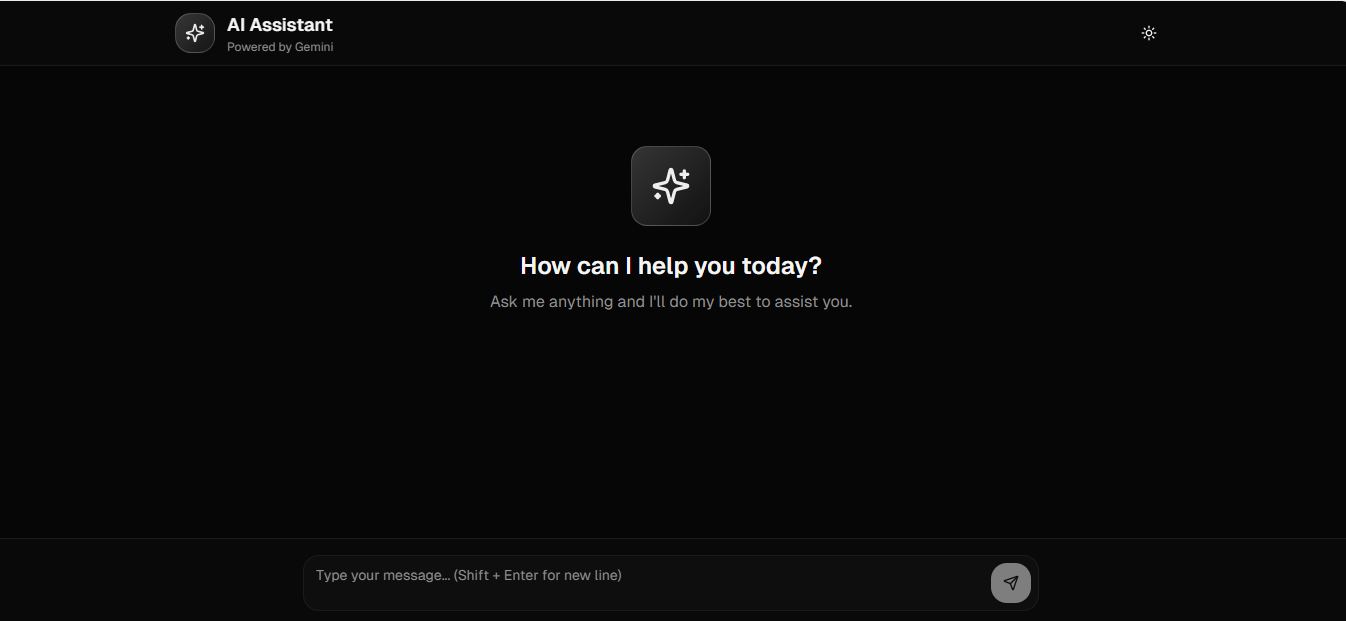 AI Assistant
Powered by Gemini
How can I help you today?
Ask me anything and I'll do my best to assist you.
Type your message... (Shift + Enter for new line)